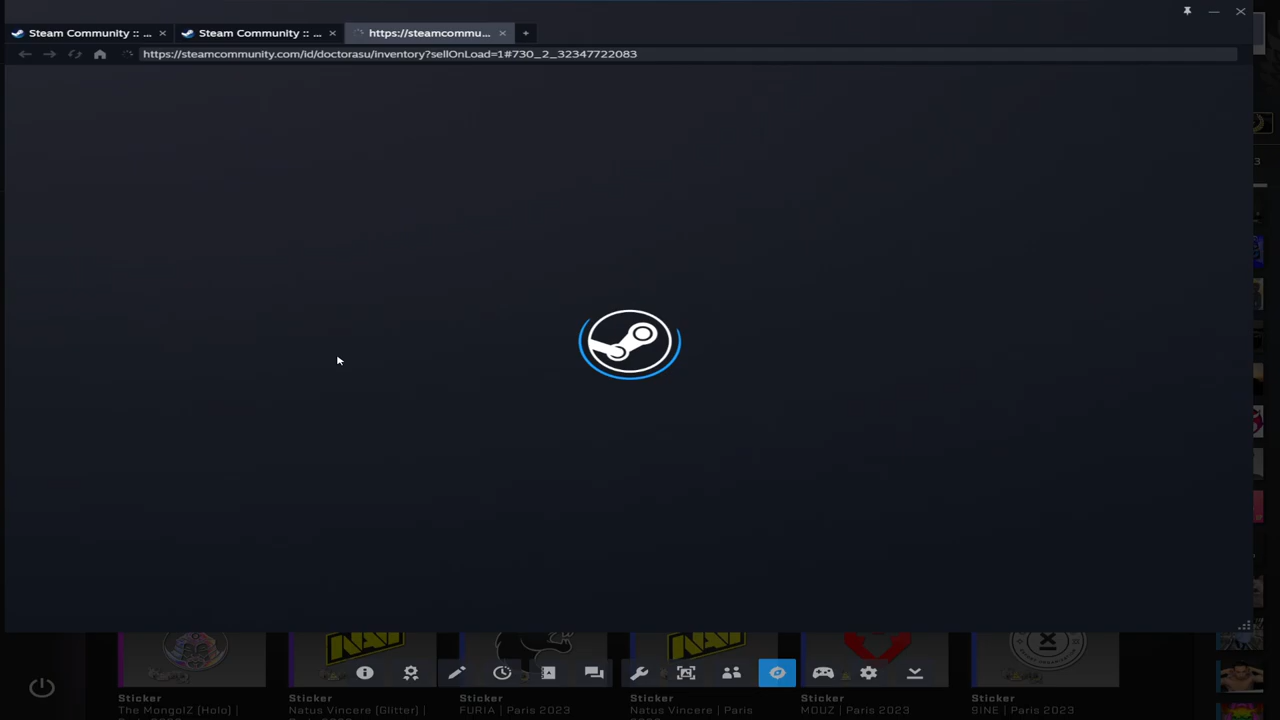 Steam Community :: ...
Steam Community :: ...
https://steamcommu...
https://steamcommunity.com/id/doctorasu/inventory?sellOnLoad=1#730_2_32347722083
Sticker
Sticker
Sticker
Sticker
Sticker
Sticker
The MongolZ (Holo) |
Natus Vincere (Glitter) |
FURIA | Paris 2023
Natus Vincere | Paris
MOUZ | Paris 2023
9INE | Paris 2023